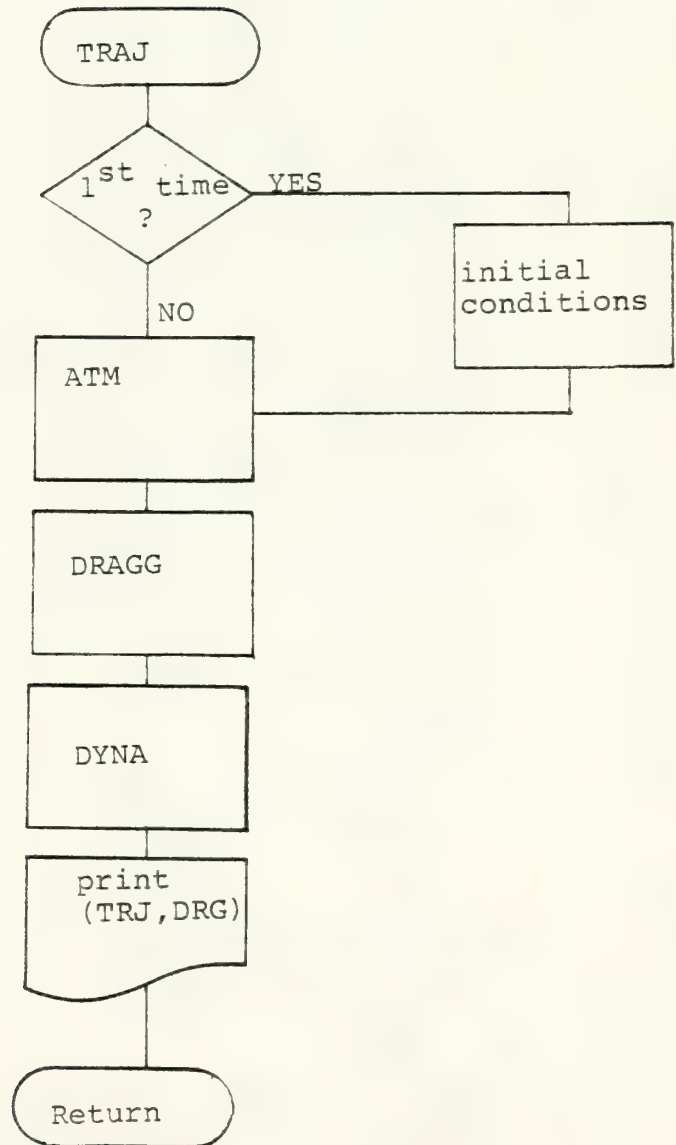 TRAJ
1st time
?
YES
initial
conditions
NO
ATM
DRAGG
DYNA
print
(TRJ,DRG)
Return